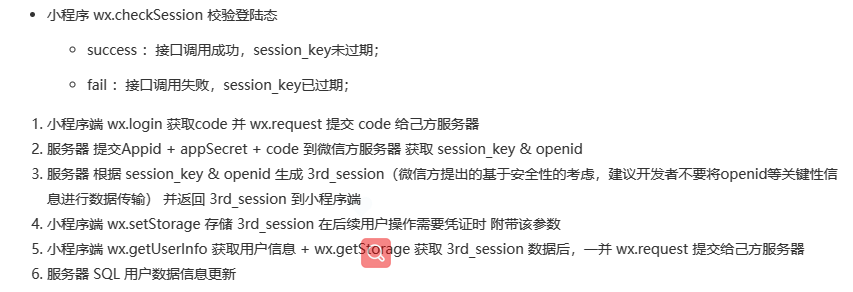 小程序 wx.checkSession 校验登陆态
success ：接口调用成功，session_key未过期；
fail ：接口调用失败，session_key已过期；
1. 小程序端 wx.login 获取code 并 wx.request 提交 code 给己方服务器
2. 服务器 提交Appid + appSecret + code 到微信方服务器 获取 session_key & openid
3. 服务器 根据 session_key & openid 生成 3rd_session（微信方提出的基于安全性的考虑，建议开发者不要将openid等关键性信
息进行数据传输） 并返回 3rd_session 到小程序端
4. 小程序端 wx.setStorage 存储 3rd_session 在后续用户操作需要凭证时 附带该参数
5. 小程序端 wx.getUserInfo 获取用户信息 + wx.getStorage 获取 3rd_session 数据后，一并 wx.request 提交给己方服务器
6. 服务器 SQL 用户数据信息更新